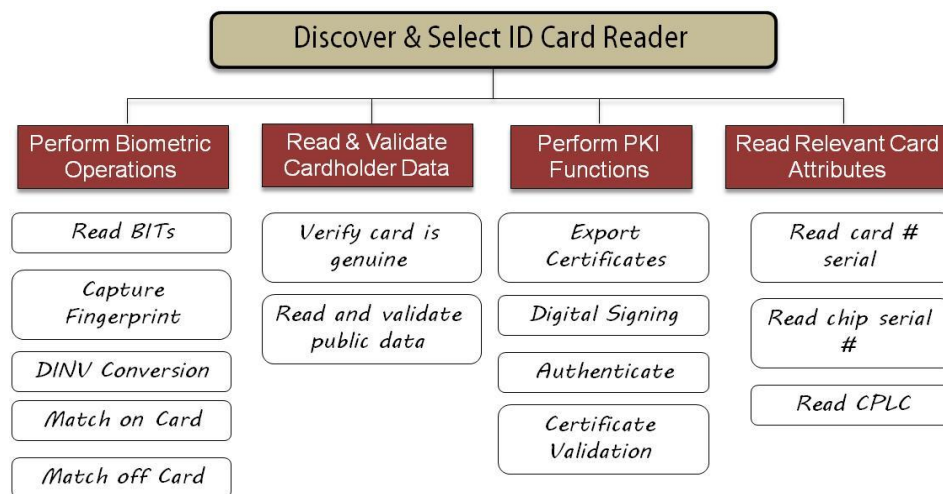 Discover & Select ID Card Reader
Perform Biometric
Operations
Read BITs
Capture
Fingerprint
DINV Conversion
Match on Card
Match off Card
Read & Validate
Cardholder Data
Verify card is
genuine
Read and validate
public data
Perform PKI
Functions
Export
Certificates
Digital Signing
Authenticate
Certificate
Validation
Read Relevant Card
Attributes
Read card #
serial
Read chip serial
#
Read CPLC